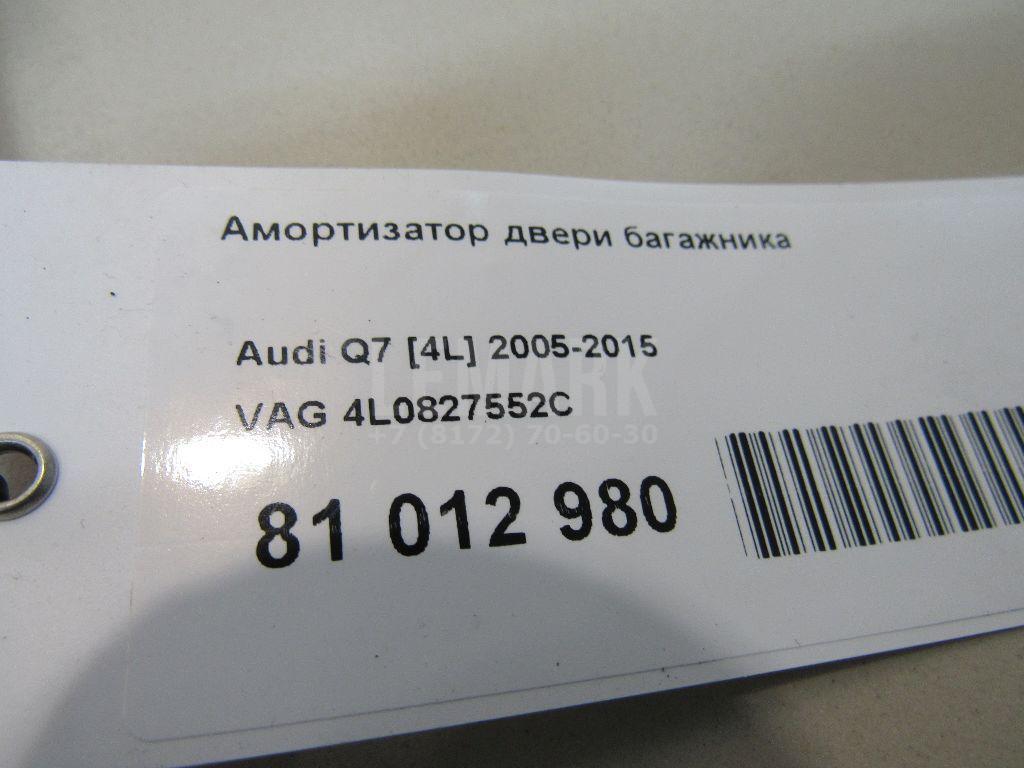 Амортизатор двери багажника
Audi Q7 [4L] 2005-2015
LEMARK
VAG 4L0827552C
+7 (8172) 70-60-30
81 012 980